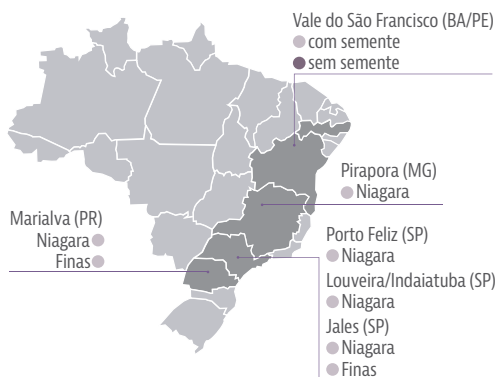 Vale do São Francisco (BA/PE)
com semente
sem semente
Pirapora (MG)
Niagara
Marialva (PR)
Niagara
Finas
Porto Feliz (SP)
Niagara
Louveira/Indaiatuba (SP)
Niagara
Jales (SP)
Niagara
Finas